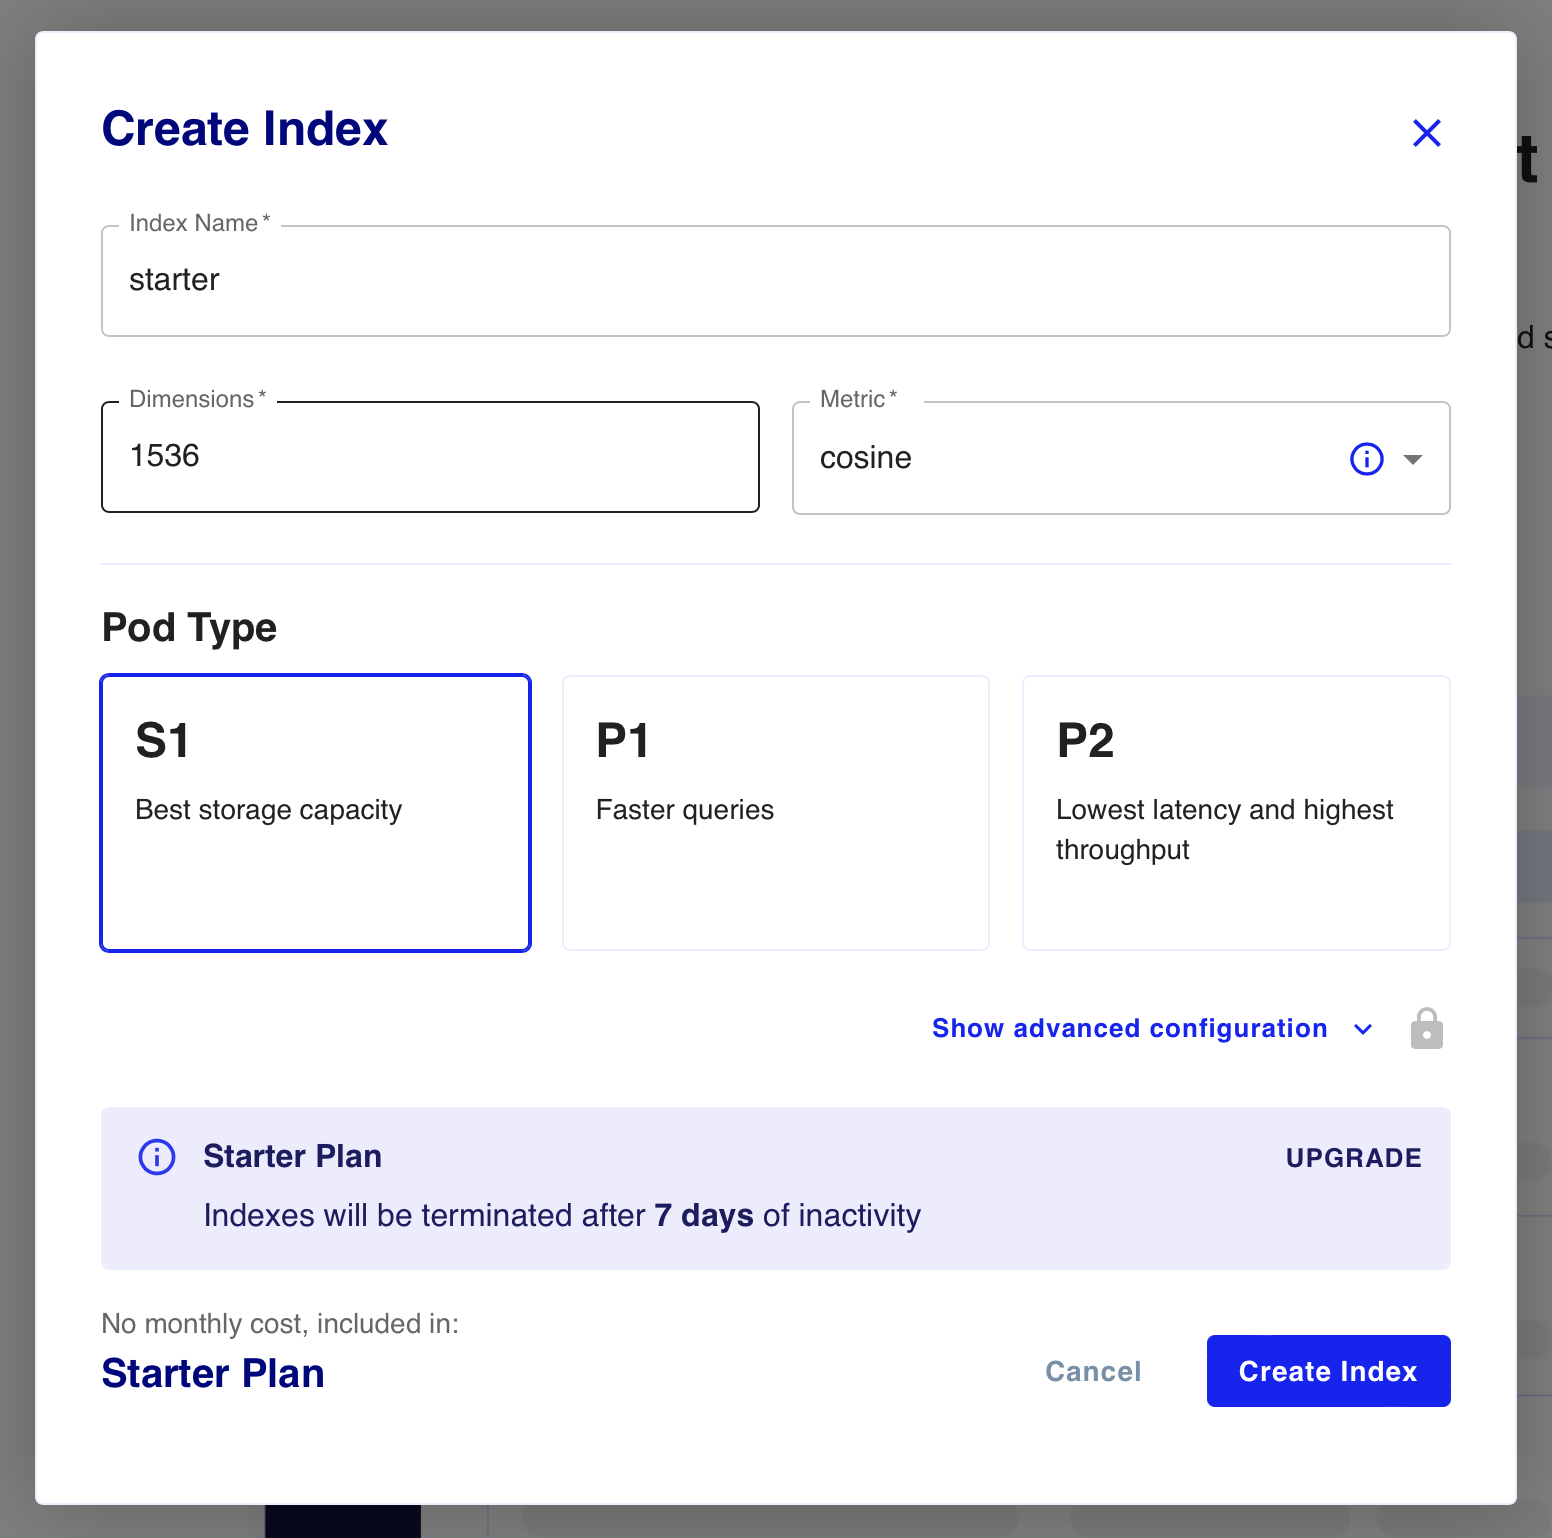 Create Index
Index Name *
starter
Dimensions *
1536
Metric *
cosine
Pod Type
S1
Best storage capacity
P1
Faster queries
P2
Lowest latency and highest
throughput
Show advanced configuration
Starter Plan
UPGRADE
Indexes will be terminated after 7 days of inactivity
No monthly cost, included in:
Starter Plan
Cancel
Create Index
t
d s